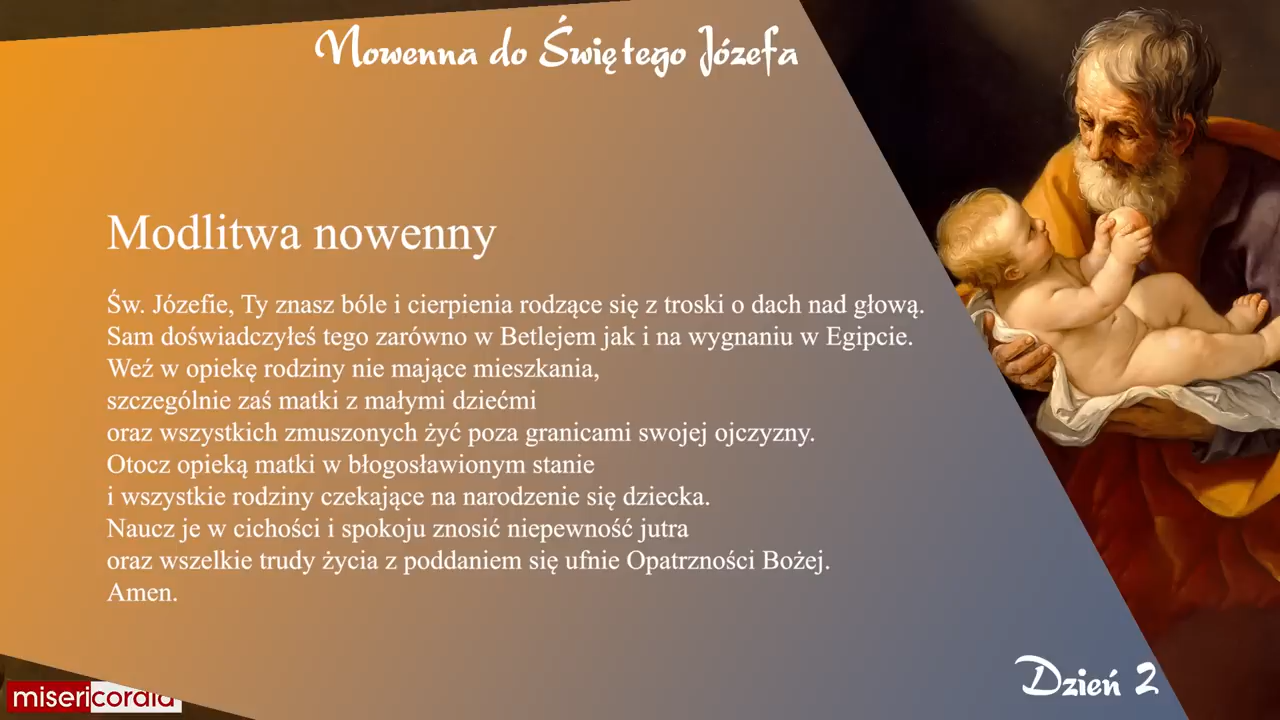 Nowenna do Świętego Józefa
Modlitwa nowenny
Św. Józefie, Ty znasz bóle i cierpienia rodzące się z troski o dach nad głową.
Sam doświadczyłeś tego zarówno w Betlejem jak i na wygnaniu w Egipcie.
Weź w opiekę rodziny nie mające mieszkania,
szczególnie zaś matki z małymi dziećmi
oraz wszystkich zmuszonych żyć poza granicami swojej ojczyzny.
Otocz opieką matki w błogosławionym stanie
i wszystkie rodziny czekające na narodzenie się dziecka.
Naucz je w cichości i spokoju znosić niepewność jutra
oraz wszelkie trudy życia z poddaniem się ufnie Opatrzności Bożej.
Amen.
Dzień 2
misericordia